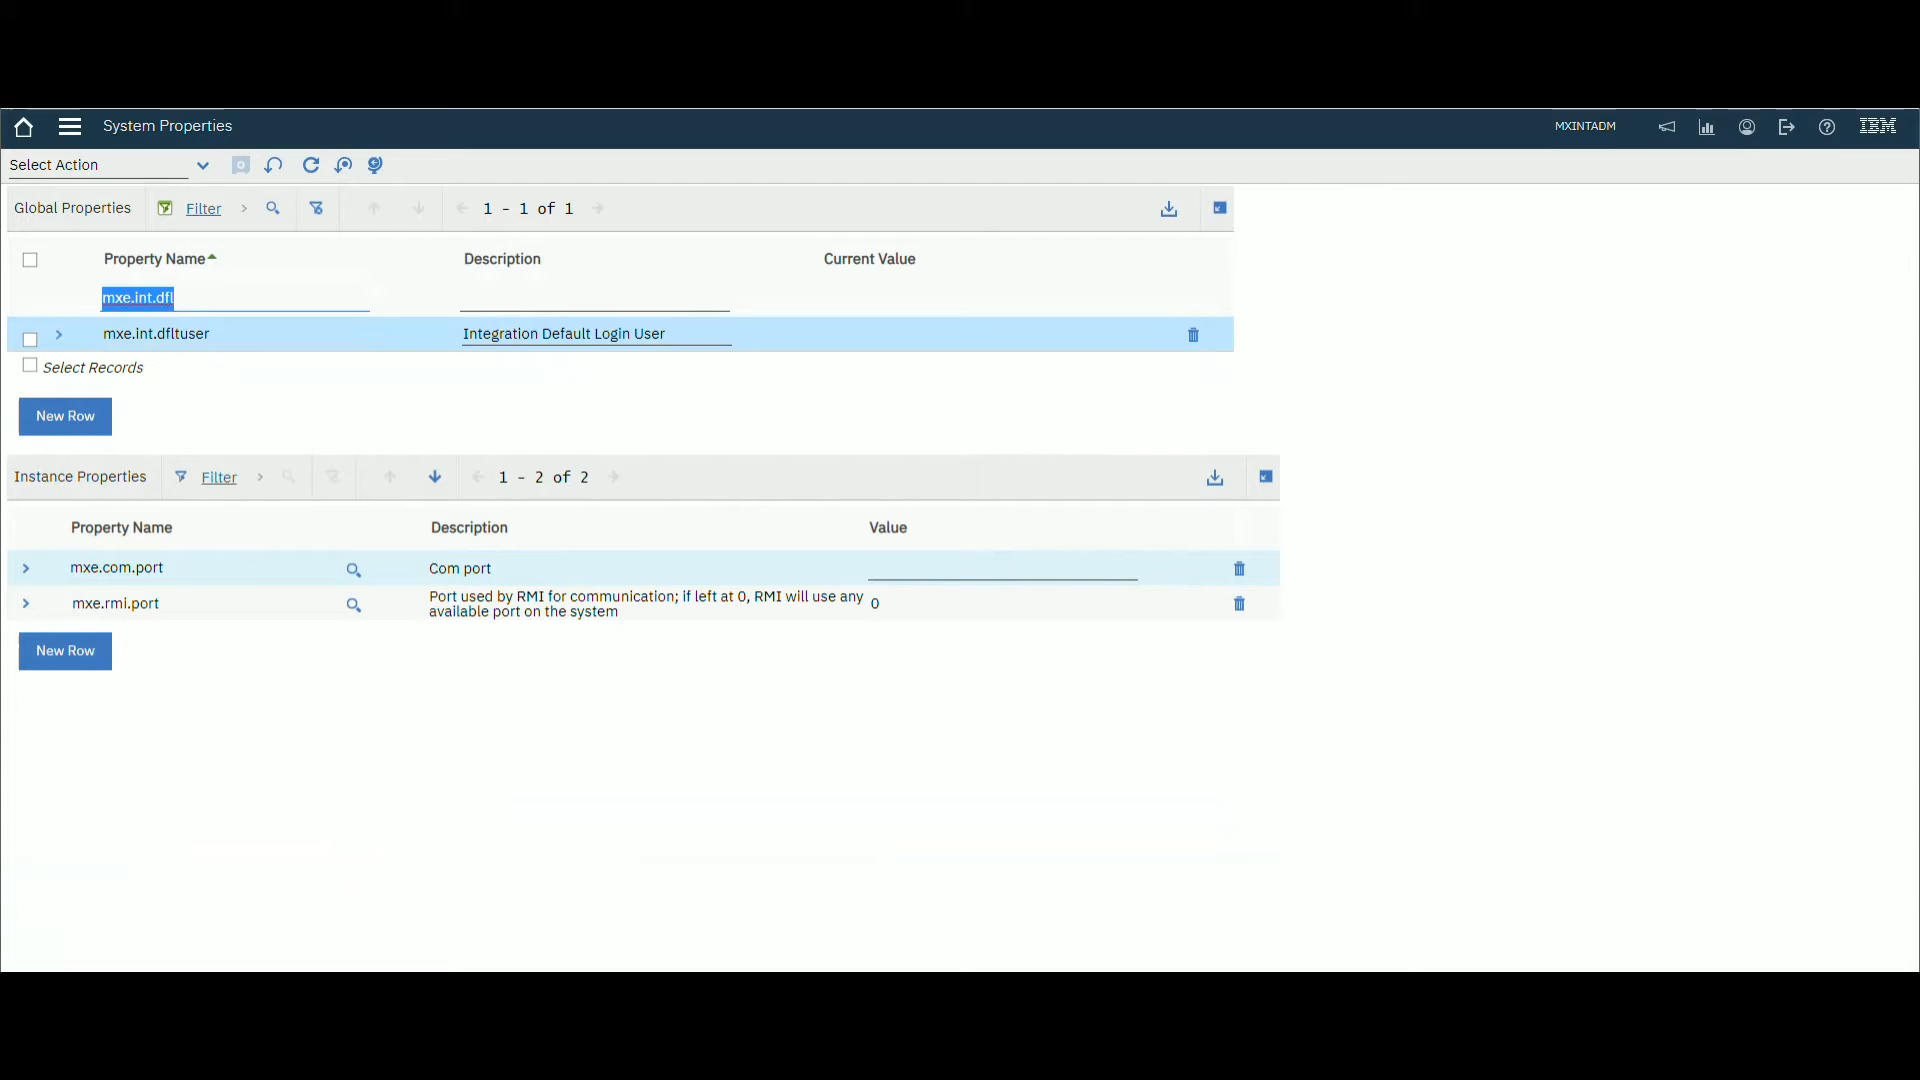 System Properties
MXINTADM
IBM
Select Action
Global Properties Filter 1 - 1 of 1
Property Name Description Current Value
mxe.int.dfl
mxe.int.dfltuser Integration Default Login User
Select Records
New Row
Instance Properties Filter 1 - 2 of 2
Property Name Description Value
mxe.com.port Com port
mxe.rmi.port Port used by RMI for communication; if left at 0, RMI will use any 0
available port on the system
New Row